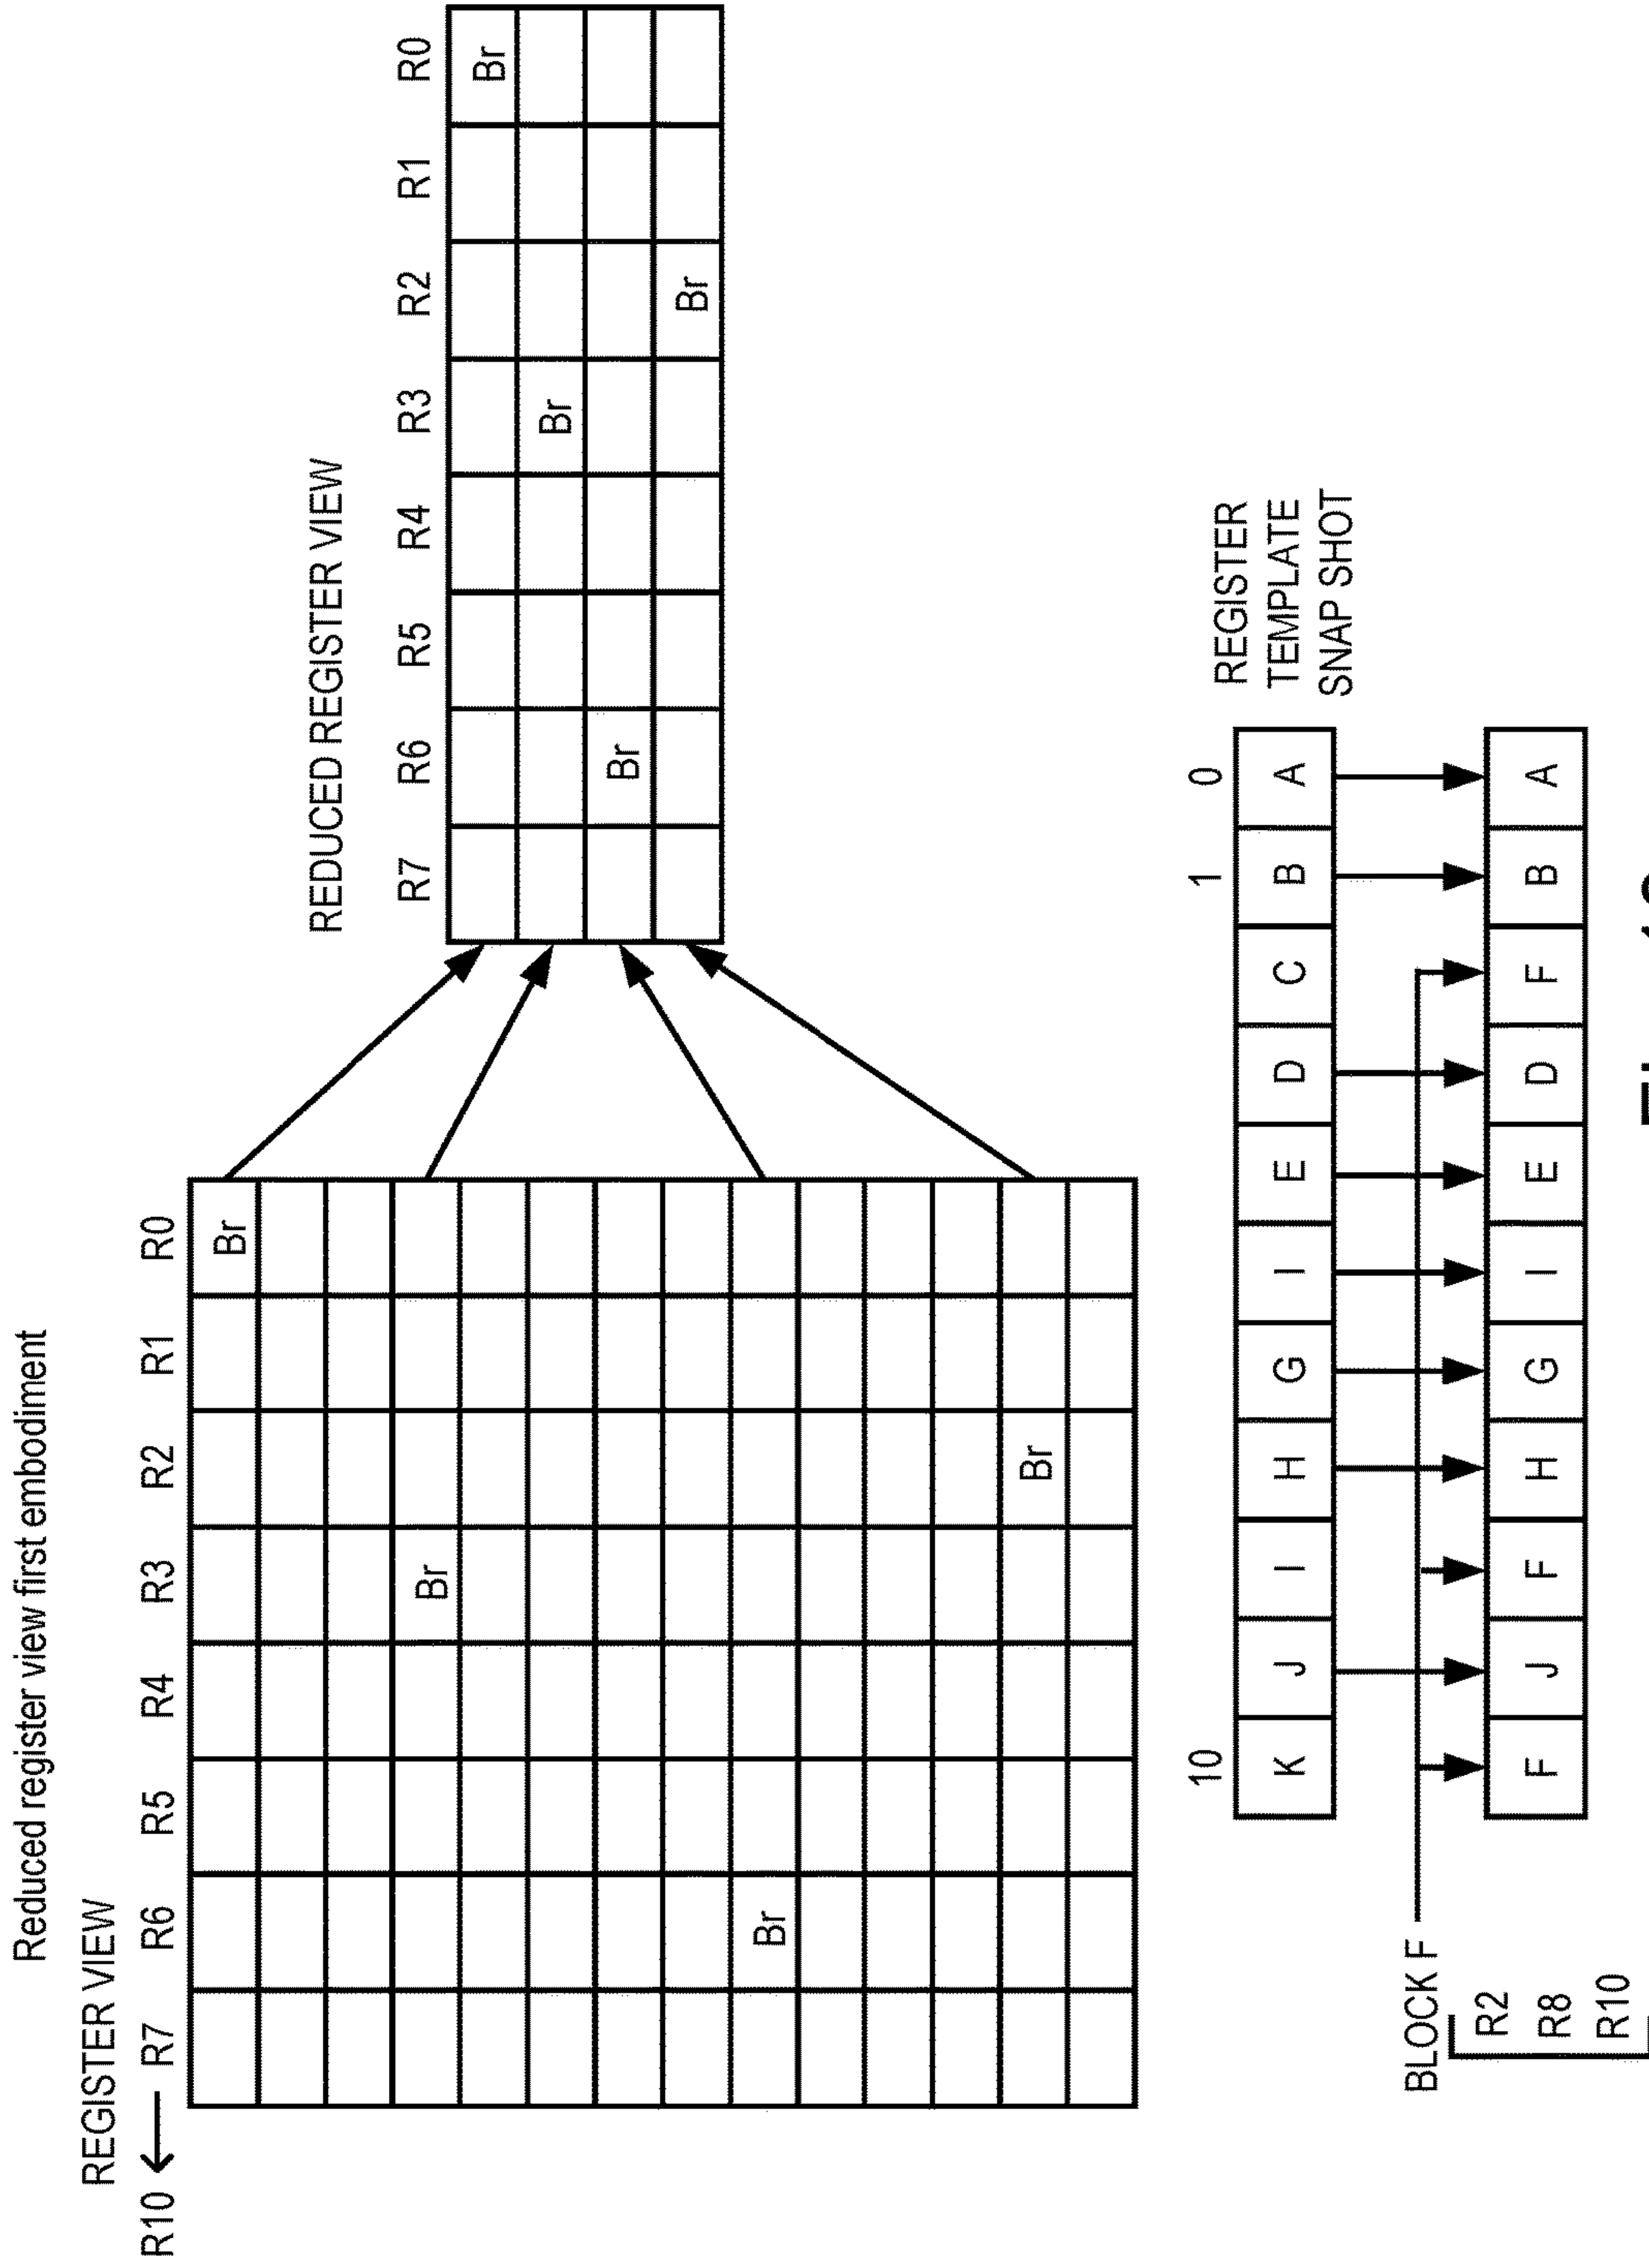 Reduced register view first embodiment
REGISTER VIEW
R10 ← R7 R6 R5 R4 R3 R2 R1 R0
Br
Br
Br
Br
REDUCED REGISTER VIEW
R7 R6 R5 R4 R3 R2 R1 R0
Br
Br
Br
Br
10 1 0
K J I H G I E D C B A
REGISTER
TEMPLATE
SNAP SHOT
BLOCK F
R2
R8
R10
F J F H G I E D F B A